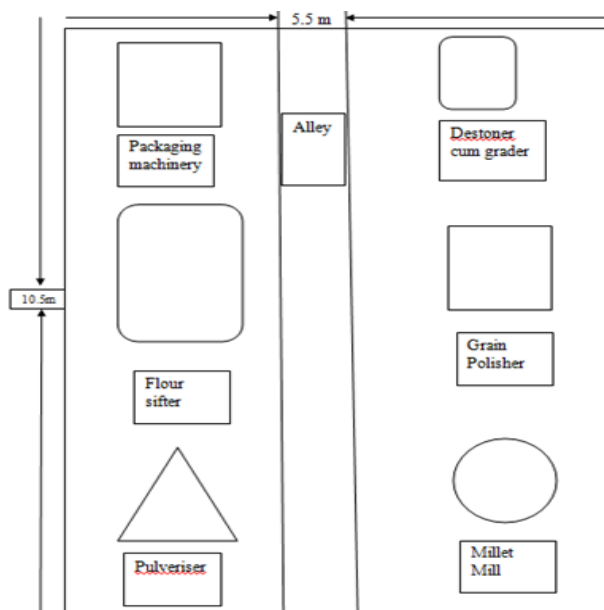 5.5 m
Packaging
machinery
Alley
Destoner
cum grader
10.5m
Grain
Polisher
Flour
sifter
Pulveriser
Millet
Mill